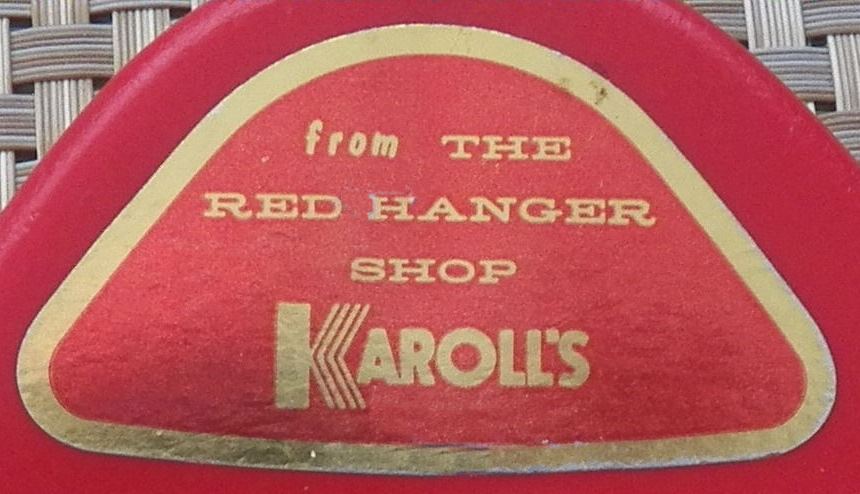 from THE
RED HANGER
SHOP
KAROLL'S